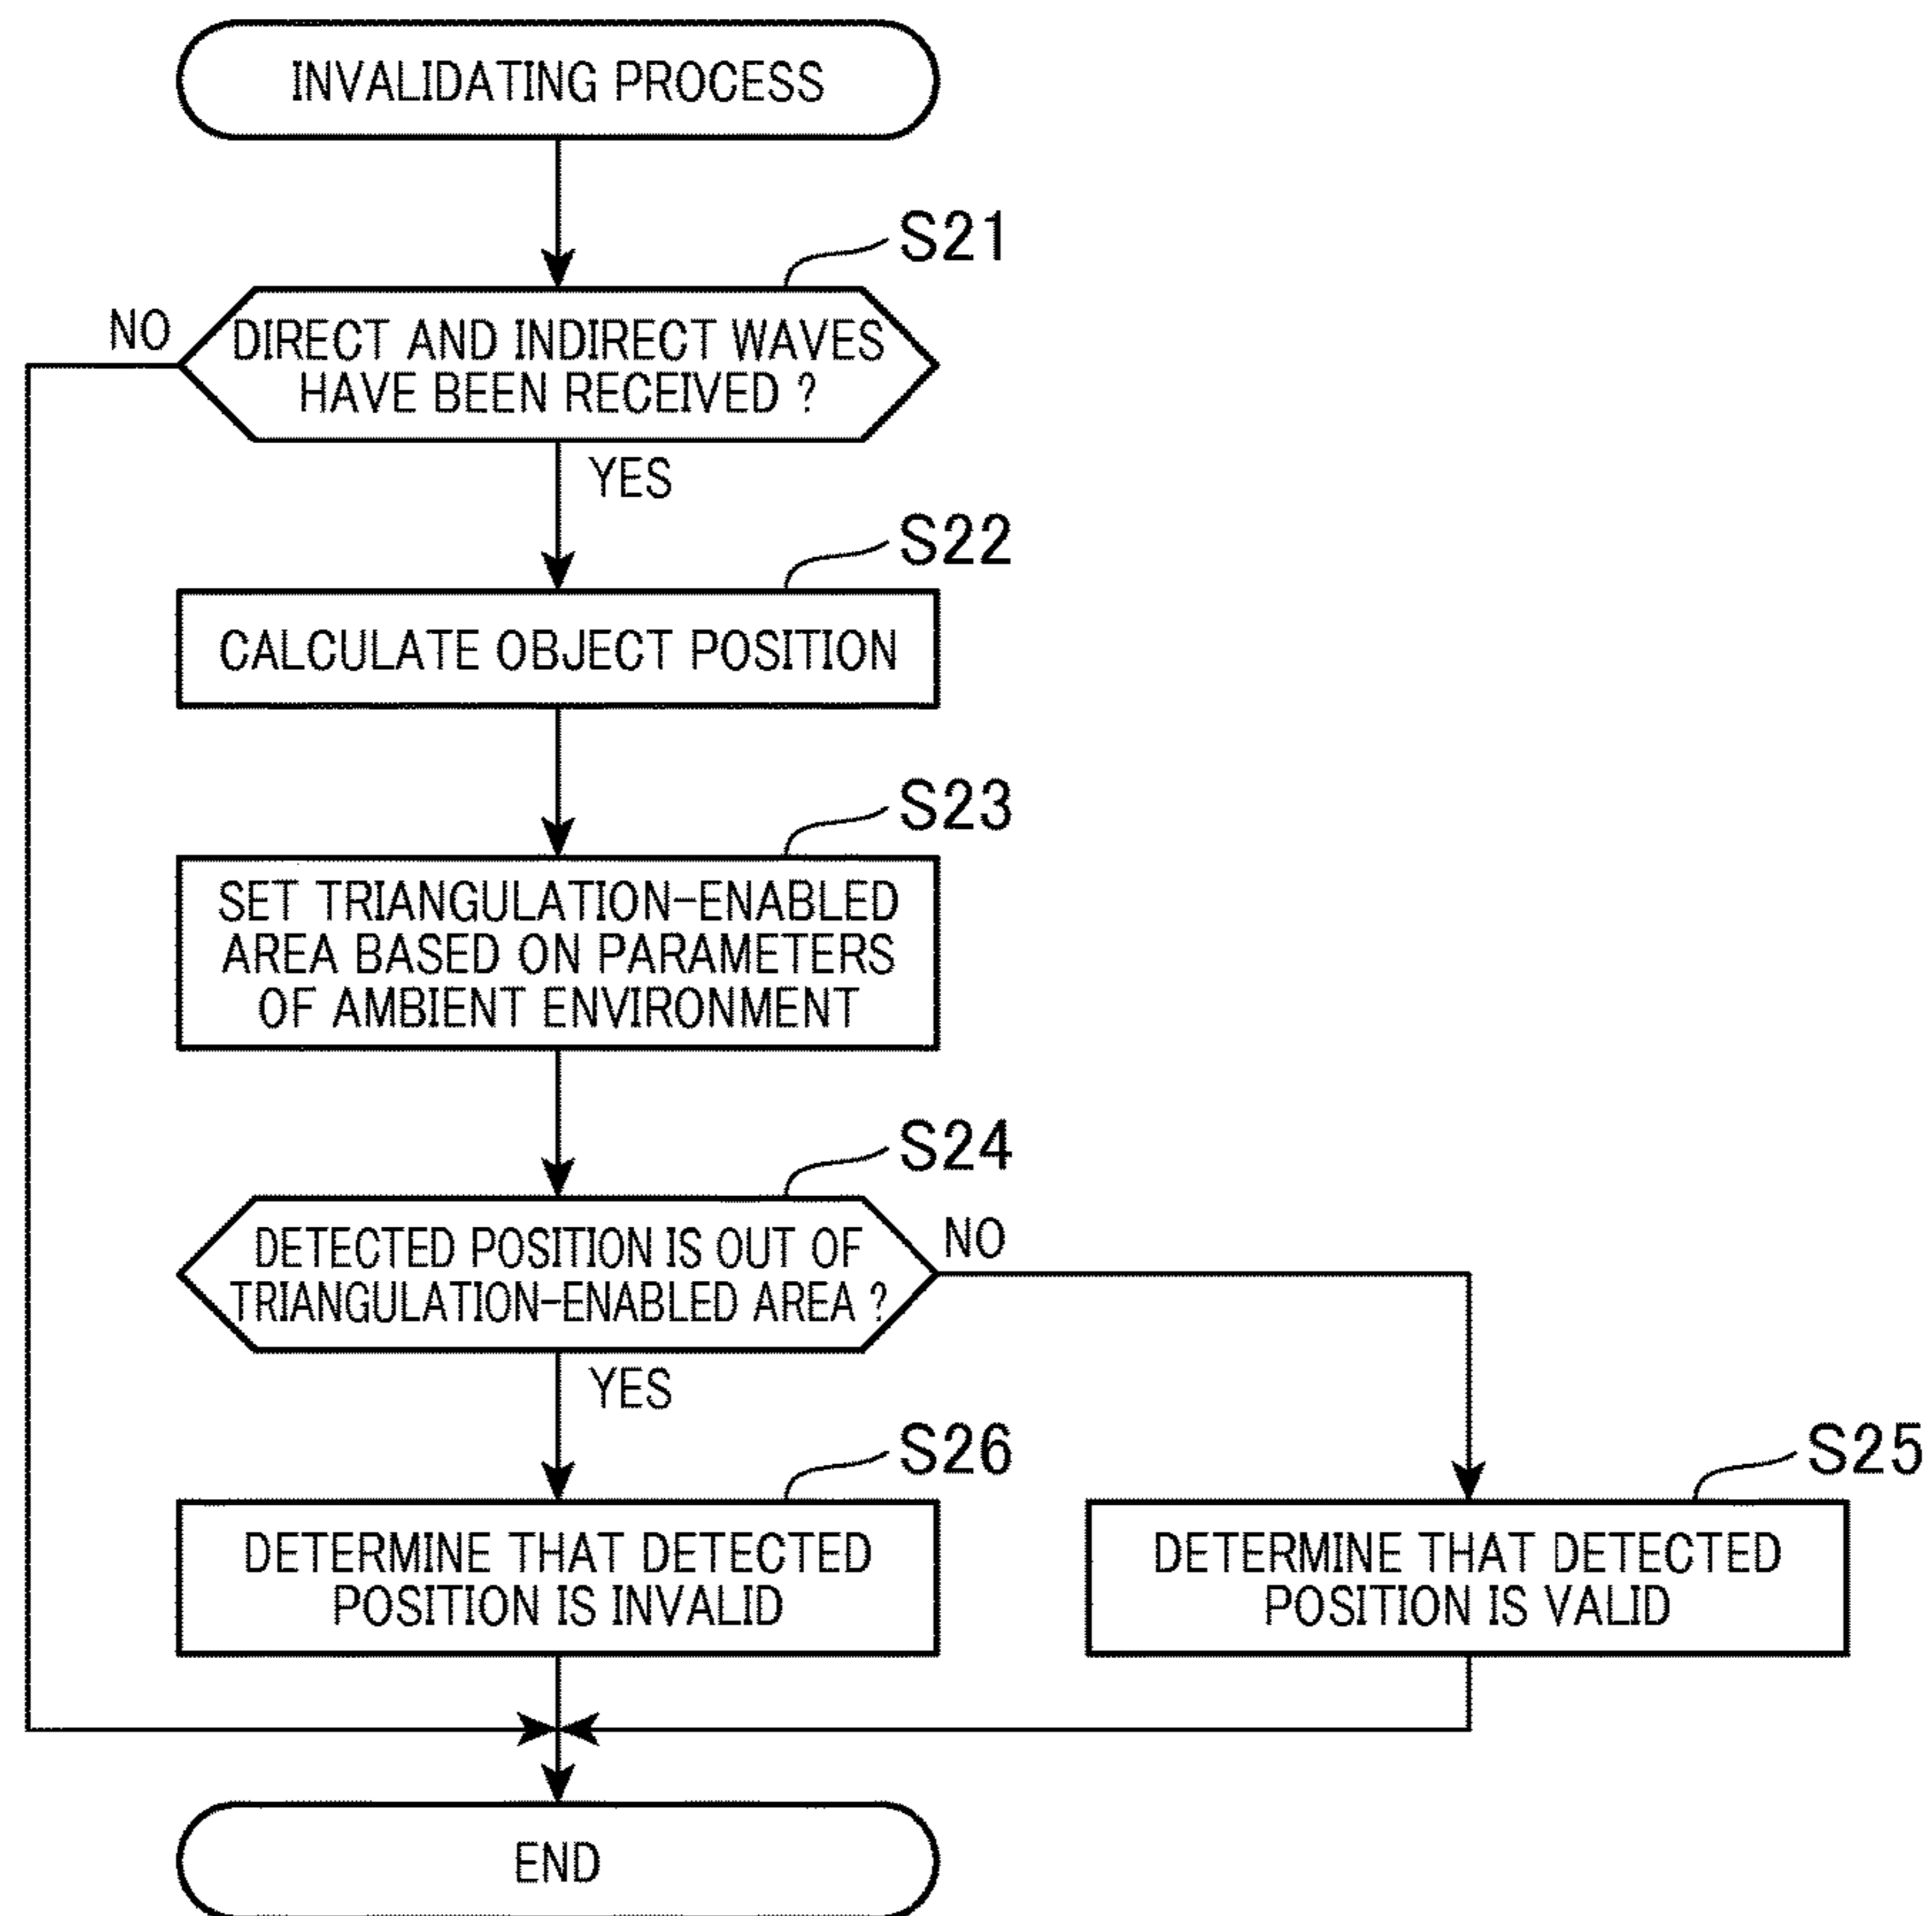 INVALIDATING PROCESS
S21
NO
DIRECT AND INDIRECT WAVES
HAVE BEEN RECEIVED ?
YES
S22
CALCULATE OBJECT POSITION
S23
SET TRIANGULATION-ENABLED
AREA BASED ON PARAMETERS
OF AMBIENT ENVIRONMENT
S24
DETECTED POSITION IS OUT OF
TRIANGULATION-ENABLED AREA ?
NO
YES
S26
S25
DETERMINE THAT DETECTED
POSITION IS INVALID
DETERMINE THAT DETECTED
POSITION IS VALID
END